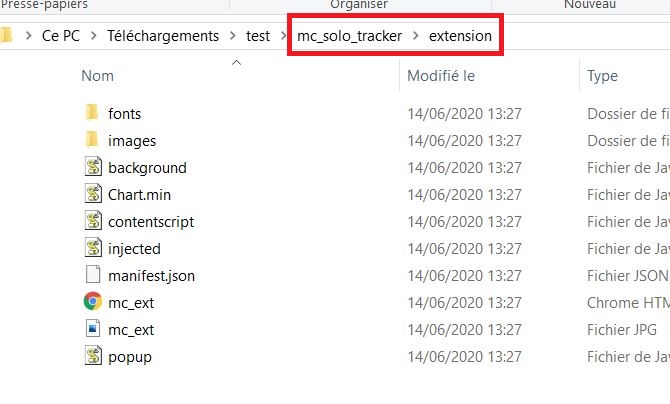 Presse-papiers Organiser Nouveau
Ce PC Téléchargements test mc_solo_tracker extension
Nom Modifié le Type
fonts 14/06/2020 13:27 Dossier de fi
images 14/06/2020 13:27 Dossier de fi
background 14/06/2020 13:27 Fichier de Jav
Chart.min 14/06/2020 13:27 Fichier de Jav
contentscript 14/06/2020 13:27 Fichier de Jav
injected 14/06/2020 13:27 Fichier de Jav
manifest.json 14/06/2020 13:27 Fichier JSON
mc_ext 14/06/2020 13:27 Chrome HTM
mc_ext 14/06/2020 13:27 Fichier JPG
popup 14/06/2020 13:27 Fichier de Jav